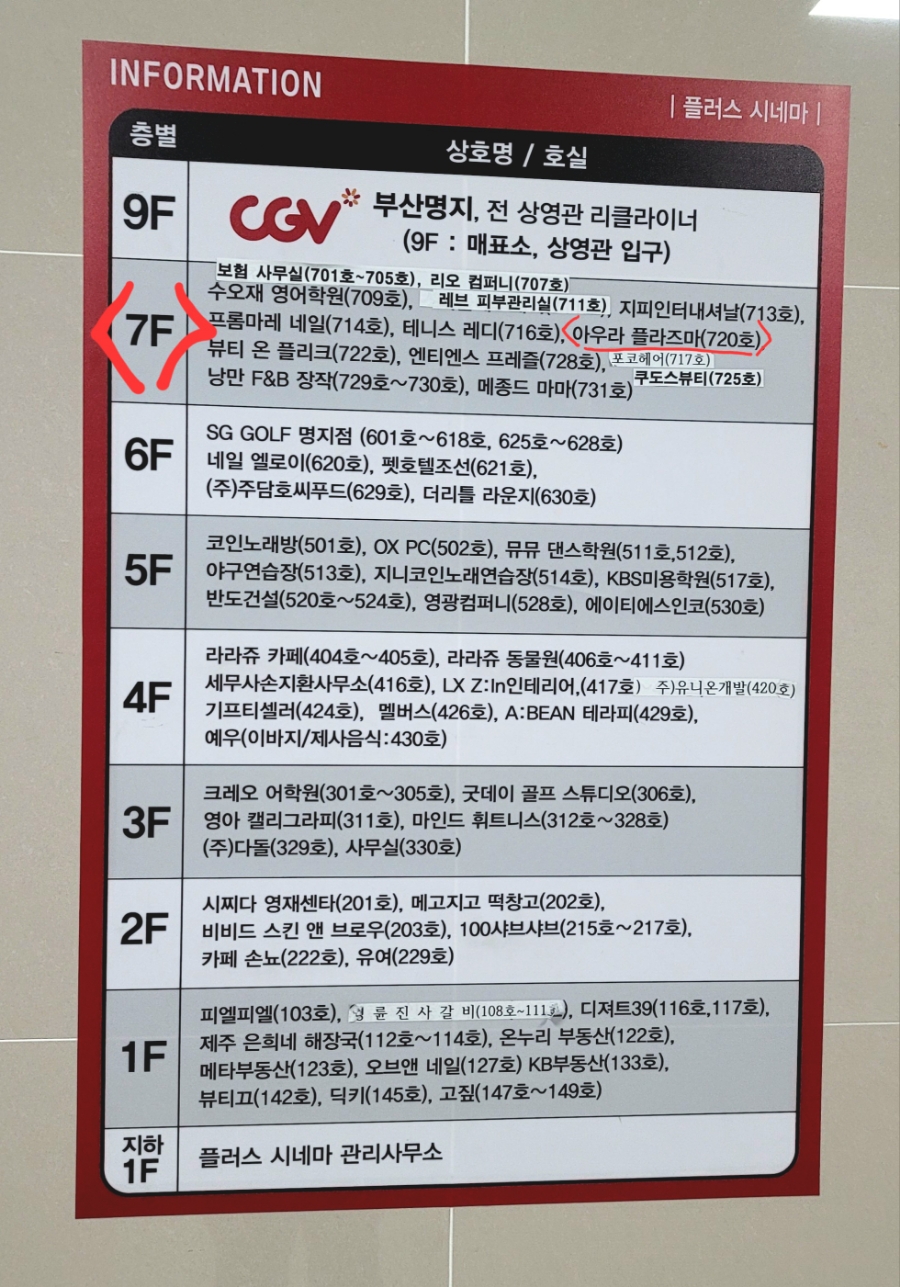 INFORMATION
| 플러스 시네마 |
층별
상호명 / 호실
9F
CGV 부산명지, 전 상영관 리클라이너
(9F : 매표소, 상영관 입구)
7F
보험 사무실(701호~705호), 리오 컴퍼니(707호)
수오재 영어학원(709호), 레브 피부관리실(711호), 지피인터내셔날(713호),
프롬마레 네일(714호), 테니스 레디(716호), 아우라 플라즈마(720호)
뷰티 온 플리크(722호), 엔티엔스 프레즐(728호), 포코헤어(717호)
쿠도스뷰티(725호)
낭만 F&B 장작(729호~730호), 메종드 마마(731호)
6F
SG GOLF 명지점 (601호~618호, 625호~628호)
네일 엘로이(620호), 펫호텔조선(621호),
(주)주담호씨푸드(629호), 더리틀 라운지(630호)
5F
코인노래방(501호), OX PC(502호), 뮤뮤 댄스학원(511호,512호),
야구연습장(513호), 지니코인노래연습장(514호), KBS미용학원(517호),
반도건설(520호~524호), 영광컴퍼니(528호), 에이티에스인코(530호)
4F
라라쥬 카페(404호~405호), 라라쥬 동물원(406호~411호)
세무사손지환사무소(416호), LX Z:In인테리어,(417호) 주)유니온개발(420호)
기프티셀러(424호), 멜버스(426호), A:BEAN 테라피(429호),
예우(이바지/제사음식:430호)
3F
크레오 어학원(301호~305호), 굿데이 골프 스튜디오(306호),
영아 캘리그라피(311호), 마인드 휘트니스(312호~328호)
(주)다돌(329호), 사무실(330호)
2F
시찌다 영재센타(201호), 메고지고 떡창고(202호),
비비드 스킨 앤 브로우(203호), 100샤브샤브(215호~217호),
카페 손뇨(222호), 유여(229호)
1F
피엘피엘(103호), 명륜진사갈비(108호~111호), 디져트39(116호,117호),
제주 은희네 해장국(112호~114호), 온누리 부동산(122호)
메타부동산(123호), 오브앤 네일(127호) KB부동산(133호),
뷰티끄(142호), 딕키(145호), 고짚(147호~149호)
지하
1F
플러스 시네마 관리사무소